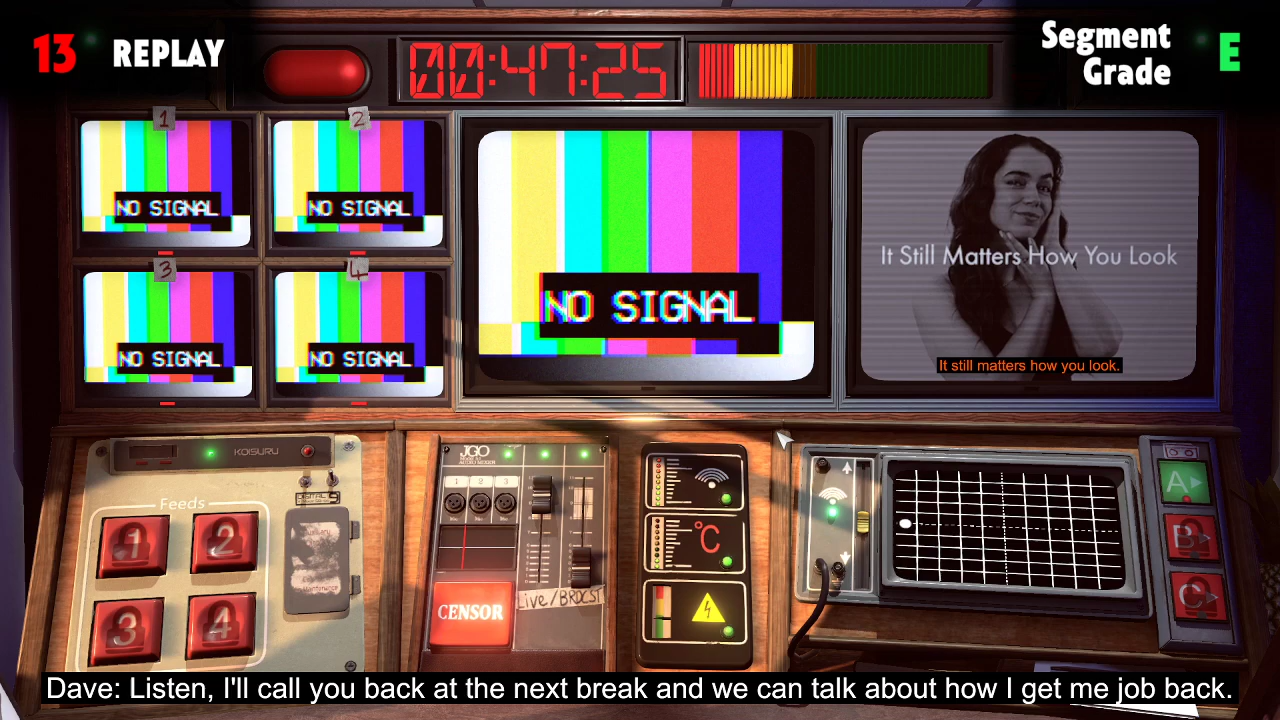 13 REPLAY
00:47:25
Segment
Grade
E
1
2
NO SIGNAL
NO SIGNAL
3
4
NO SIGNAL
NO SIGNAL
NO SIGNAL
It Still Matters How You Look
It still matters how you look.
KOISURU
Feeds
1
2
3
4
JGO
AUDIO MIXER
1 2 3
CENSOR
Live/BRDCST
°C
A
B
C
Dave: Listen, I'll call you back at the next break and we can talk about how I get me job back.